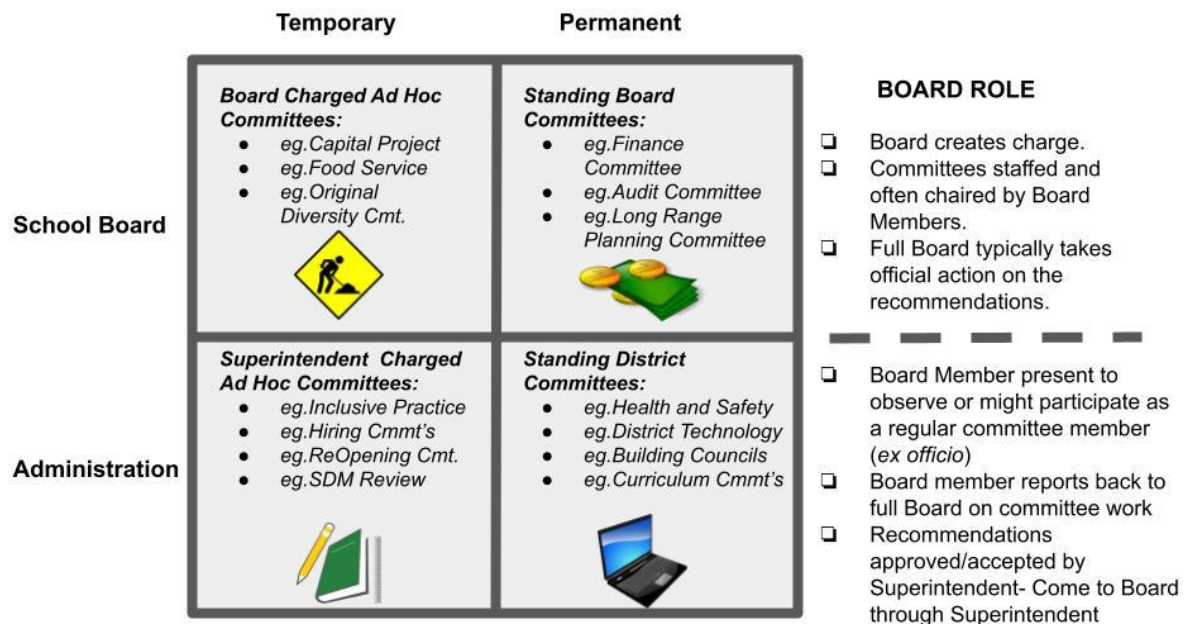 Temporary
Permanent
School Board
Board Charged Ad Hoc
Committees:
● eg.Capital Project
● eg.Food Service
● eg.Original
Diversity Cmt.
Standing Board
Committees:
● eg.Finance
Committee
● eg.Audit Committee
● eg.Long Range
Planning Committee
BOARD ROLE
❏ Board creates charge.
❏ Committees staffed and
often chaired by Board
Members.
❏ Full Board typically takes
official action on the
recommendations.
Administration
Superintendent Charged
Ad Hoc Committees:
● eg.Inclusive Practice
● eg.Hiring Cmmt's
● eg.ReOpening Cmt.
● eg.SDM Review
Standing District
Committees:
● eg.Health and Safety
● eg.District Technology
● eg.Building Councils
● eg.Curriculum Cmmt's
❏ Board Member present to
observe or might participate as
a regular committee member
(ex officio)
❏ Board member reports back to
full Board on committee work
❏ Recommendations
approved/accepted by
Superintendent- Come to Board
through Superintendent